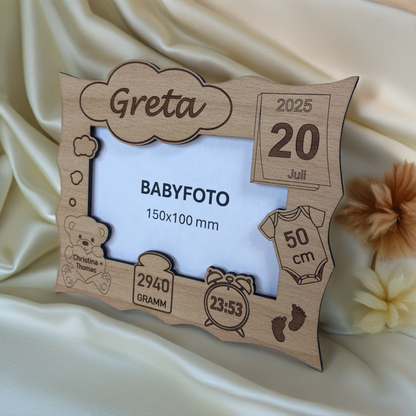 Greta
2025
20
Juli
BABYFOTO
150x100 mm
50
cm
Christina +
Thomas
2940
GRAMM
23:53